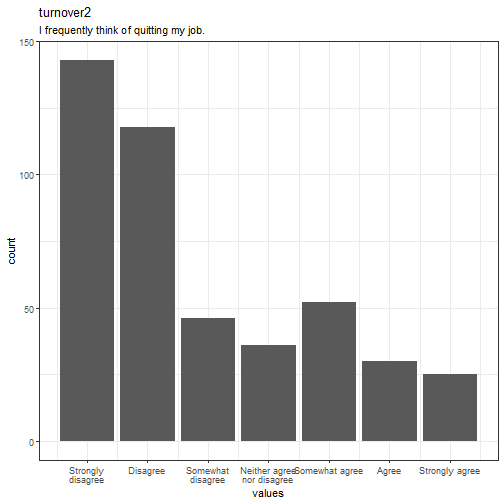 turnover2
I frequently think of quitting my job.
150
100
50
0
count
Strongly
disagree
Disagree
Somewhat
disagree
Neither agree
nor disagree
Somewhat agree
Agree
Strongly agree
values